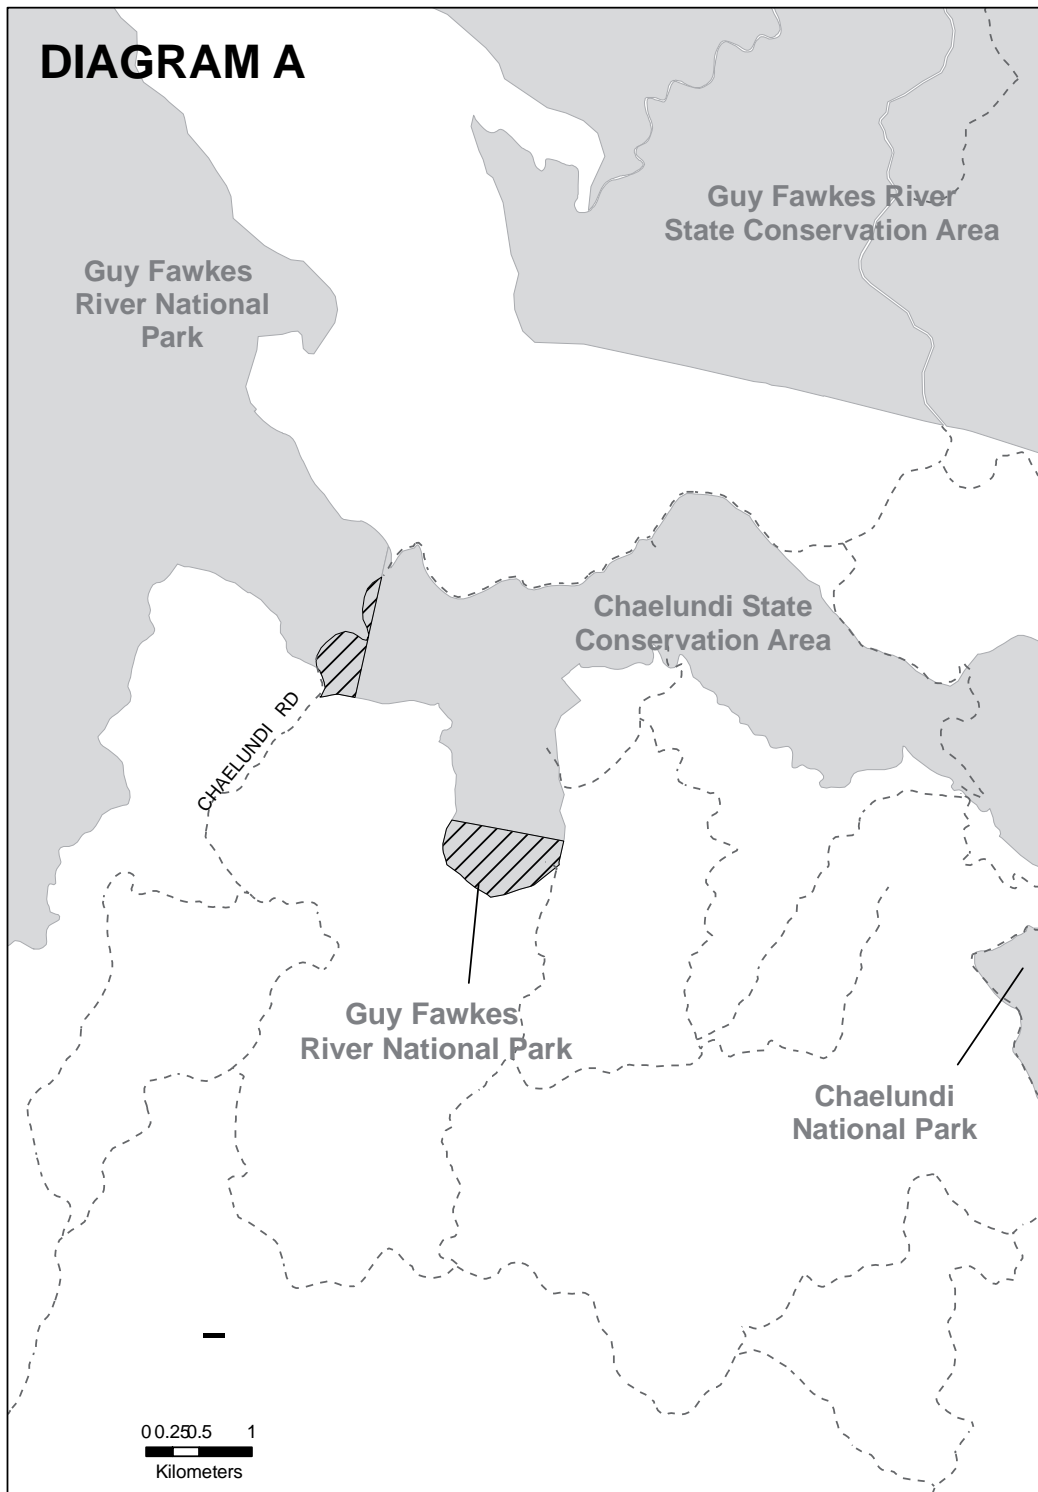 DIAGRAM A
Guy Fawkes River
State Conservation Area
Guy Fawkes
River National
Park
Chaelundi State
Conservation Area
CHAELUNDI RD
Guy Fawkes
River National Park
Chaelundi
National Park
0 0.25 0.5 1
Kilometers